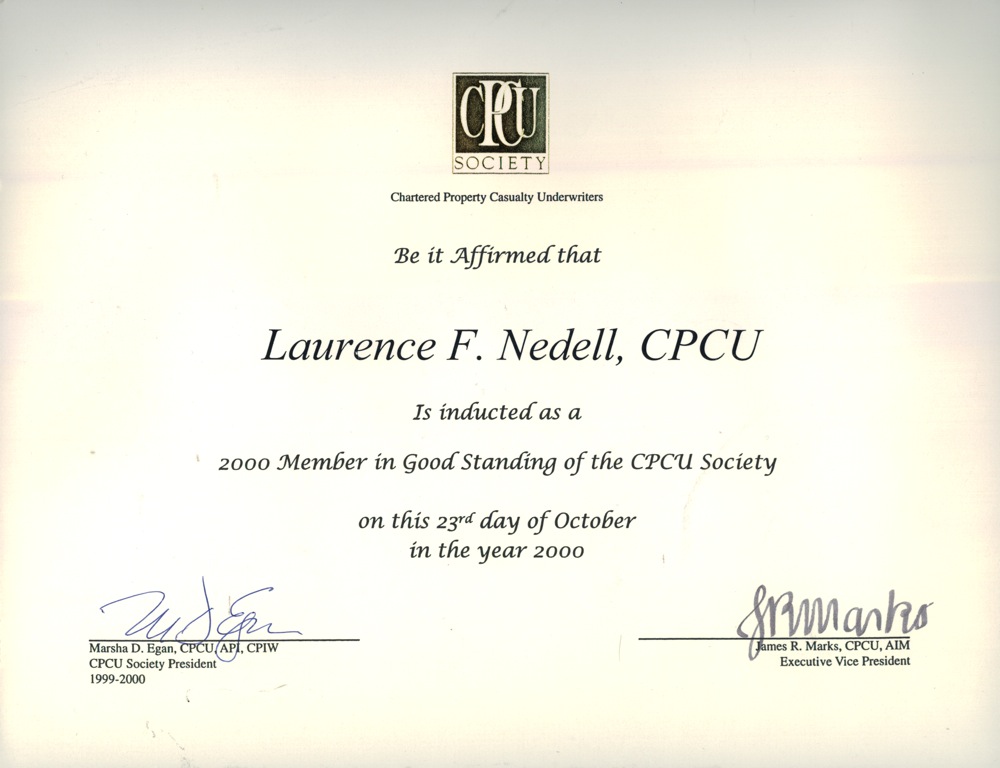 CPCU
SOCIETY
Chartered Property Casualty Underwriters
Be it Affirmed that
Laurence F. Nedell, CPCU
Is inducted as a
2000 Member in Good Standing of the CPCU Society
on this 23rd day of October
in the year 2000
M D Egan
Marsha D. Egan, CPCU, API, CPIW
CPCU Society President
1999-2000
JRMarks
James R. Marks, CPCU, AIM
Executive Vice President